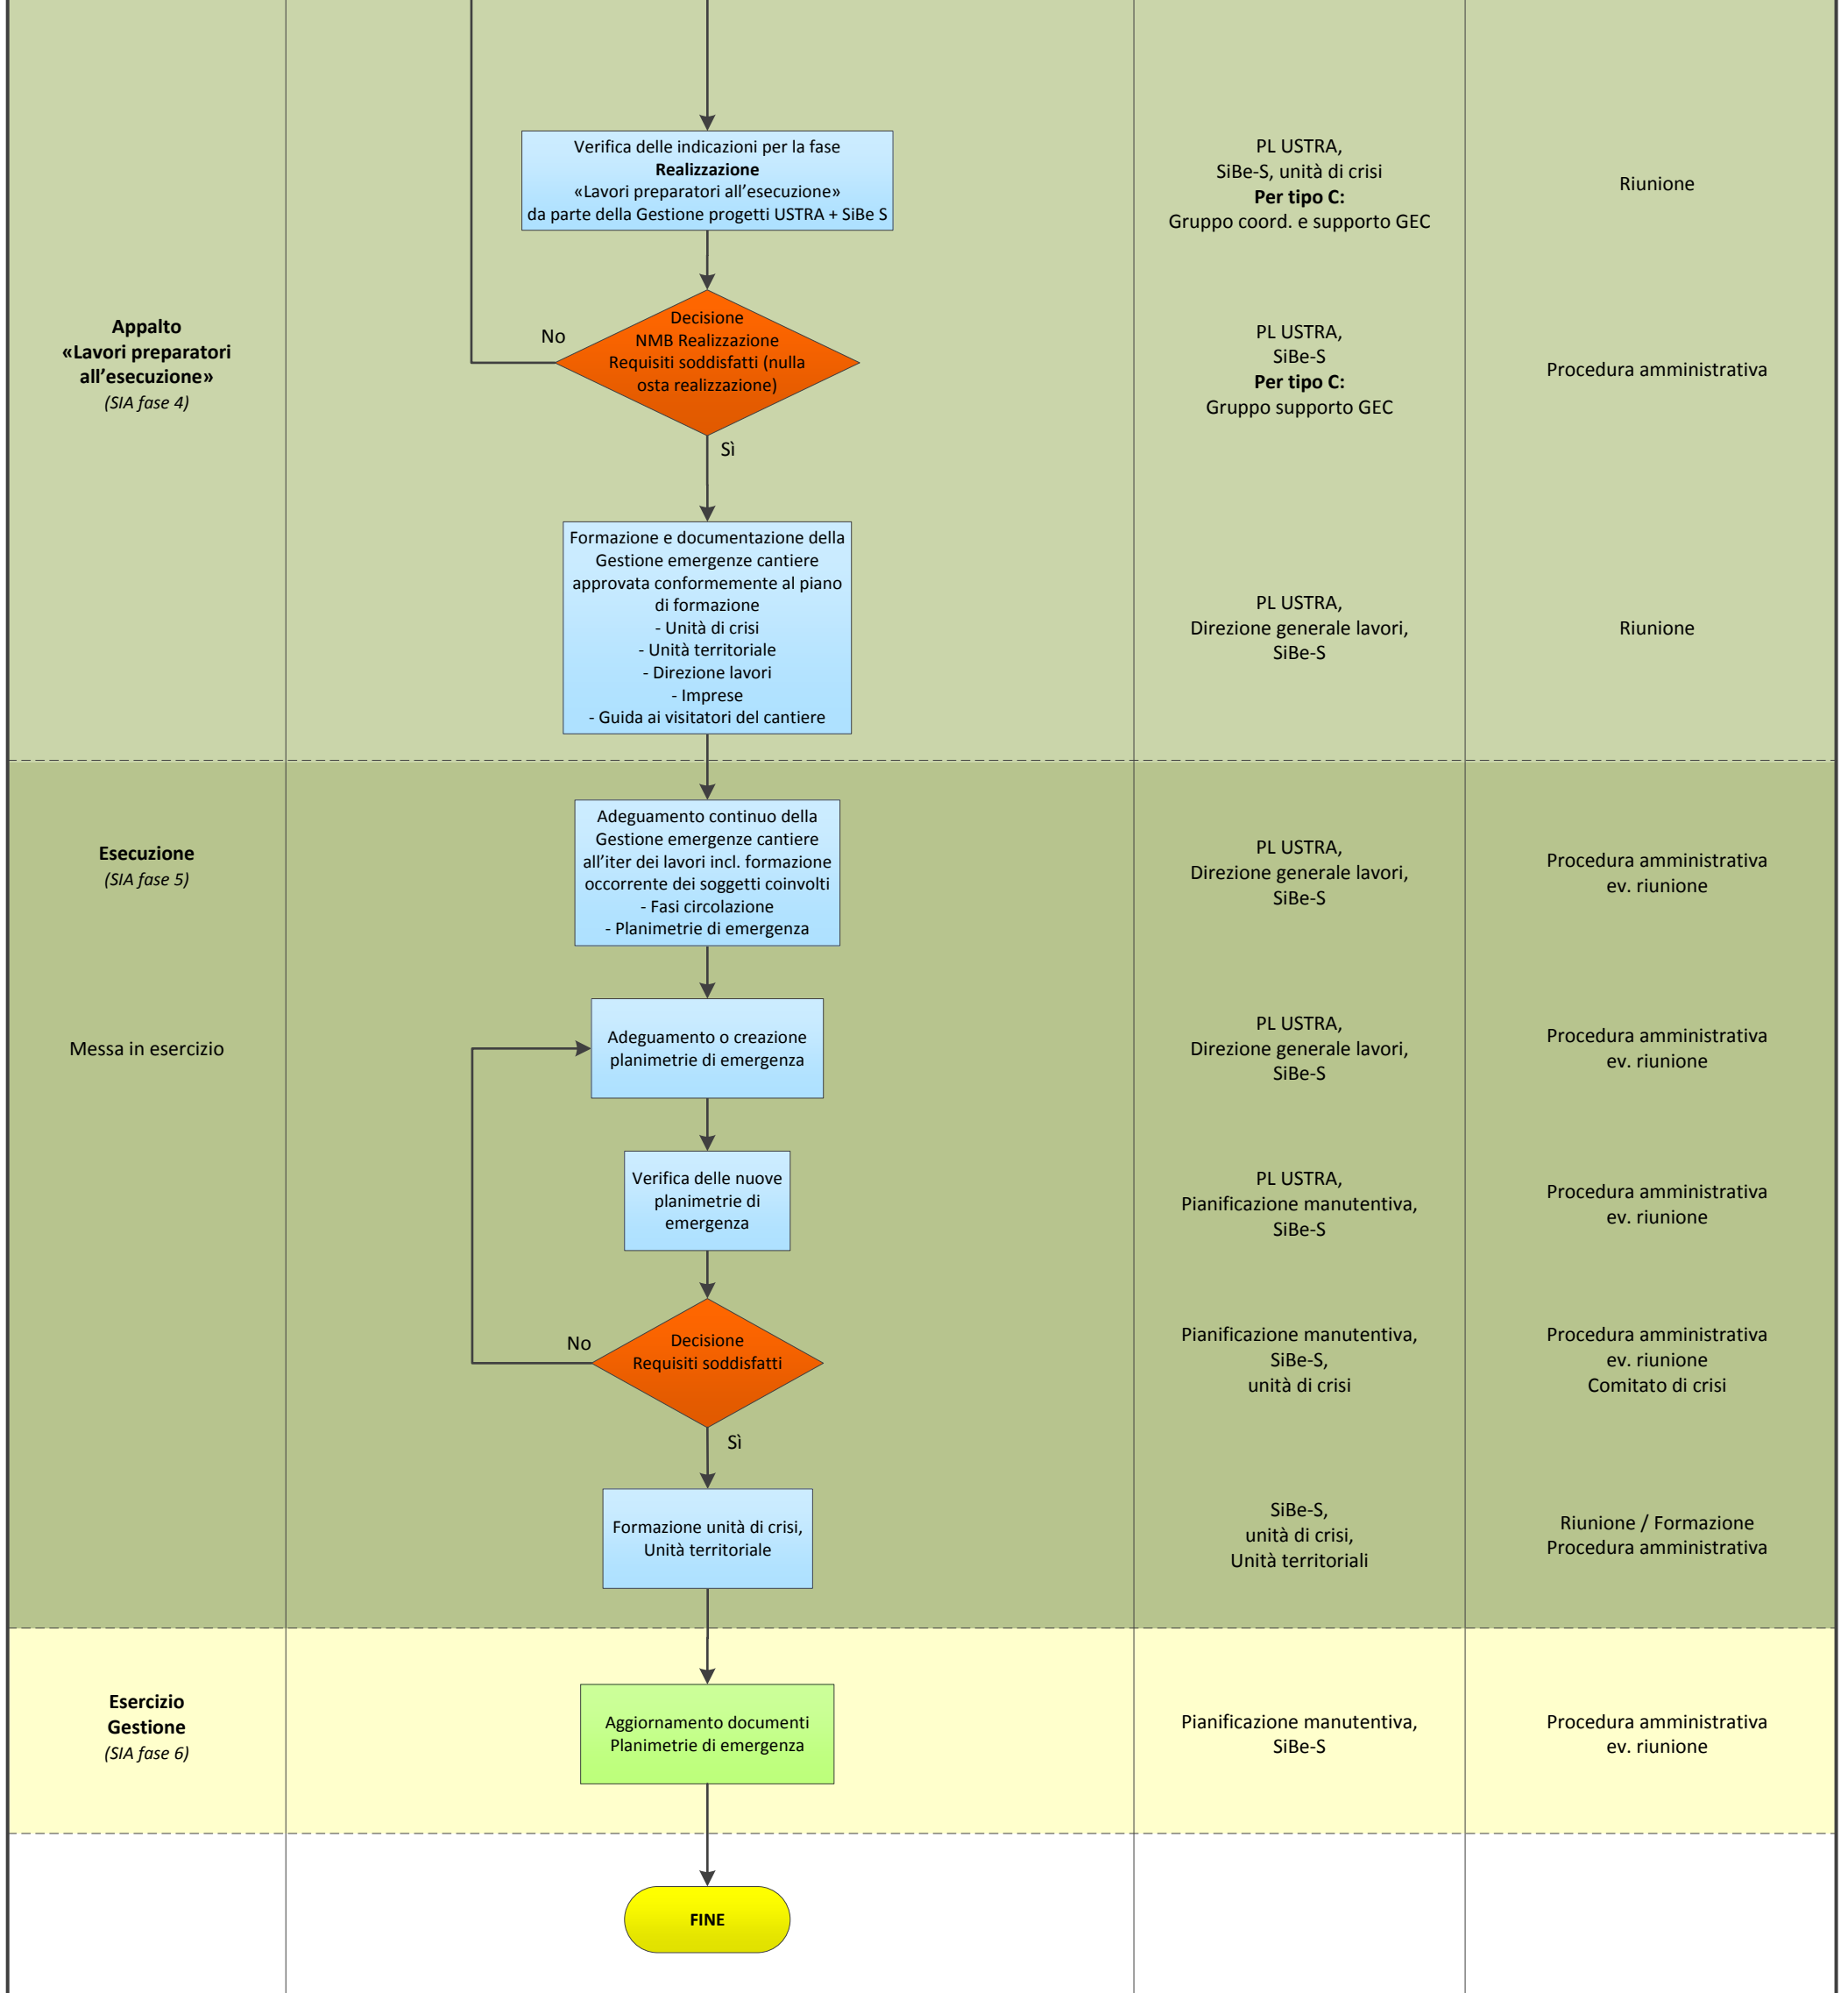 Verifica delle indicazioni per la fase
Realizzazione
«Lavori preparatori all’esecuzione»
da parte della Gestione progetti USTRA + SiBe S
PL USTRA,
SiBe-S, unità di crisi
Per tipo C:
Gruppo coord. e supporto GEC
Riunione
Appalto
«Lavori preparatori
all’esecuzione»
(SIA fase 4)
No
Decisione
NMB Realizzazione
Requisiti soddisfatti (nulla
osta realizzazione)
Sì
PL USTRA,
SiBe-S
Per tipo C:
Gruppo supporto GEC
Procedura amministrativa
Formazione e documentazione della
Gestione emergenze cantiere
approvata conformemente al piano
di formazione
- Unità di crisi
- Unità territoriale
- Direzione lavori
- Imprese
- Guida ai visitatori del cantiere
PL USTRA,
Direzione generale lavori,
SiBe-S
Riunione
Esecuzione
(SIA fase 5)
Adeguamento continuo della
Gestione emergenze cantiere
all’iter dei lavori incl. formazione
occorrente dei soggetti coinvolti
- Fasi circolazione
- Planimetrie di emergenza
PL USTRA,
Direzione generale lavori,
SiBe-S
Procedura amministrativa
ev. riunione
Messa in esercizio
Adeguamento o creazione
planimetrie di emergenza
PL USTRA,
Direzione generale lavori,
SiBe-S
Procedura amministrativa
ev. riunione
Verifica delle nuove
planimetrie di
emergenza
PL USTRA,
Pianificazione manutentiva,
SiBe-S
Procedura amministrativa
ev. riunione
No
Decisione
Requisiti soddisfatti
Sì
Pianificazione manutentiva,
SiBe-S,
unità di crisi
Procedura amministrativa
ev. riunione
Comitato di crisi
Formazione unità di crisi,
Unità territoriale
SiBe-S,
unità di crisi,
Unità territoriali
Riunione / Formazione
Procedura amministrativa
Esercizio
Gestione
(SIA fase 6)
Aggiornamento documenti
Planimetrie di emergenza
Pianificazione manutentiva,
SiBe-S
Procedura amministrativa
ev. riunione
FINE